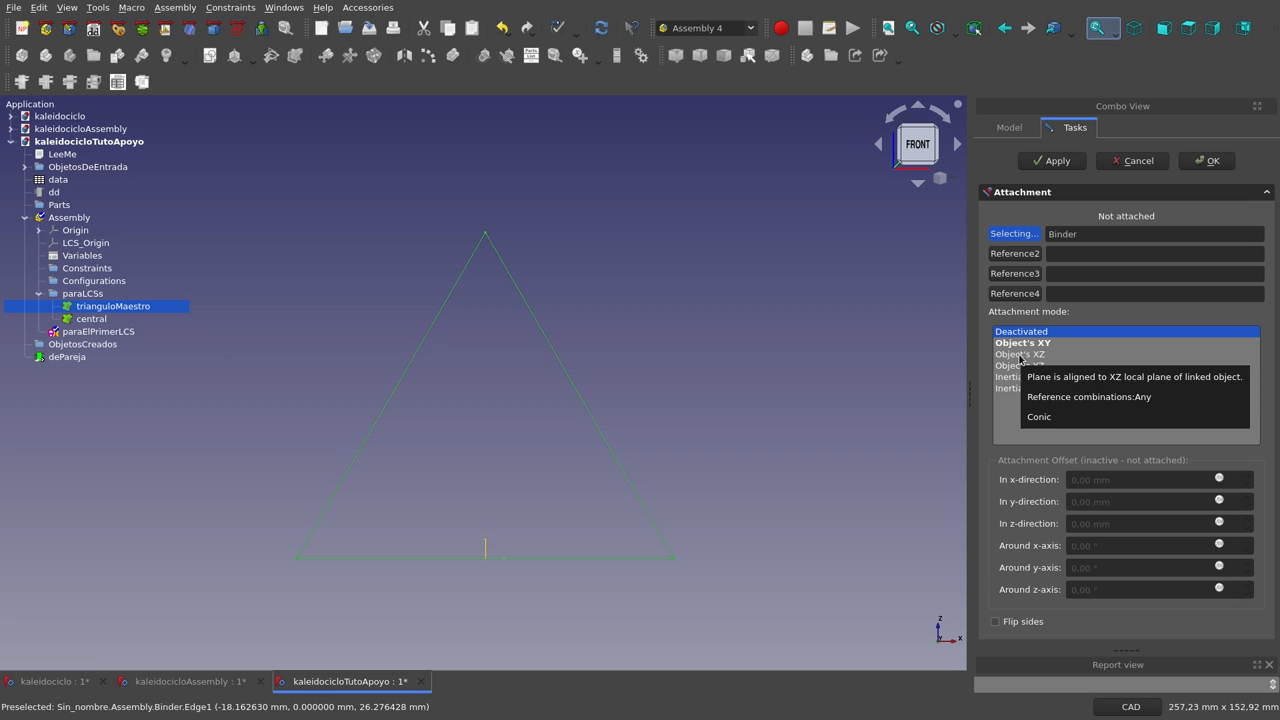 File Edit View Tools Macro Assembly Constraints Windows Help Accessories
Assembly 4
Parts List
Application
kaleidociclo
kaleidocicloAssembly
kaleidocicloTutoApoyo
LeeMe
ObjetosDeEntrada
data
dd
Parts
Assembly
Origin
LCS_Origin
Variables
Constraints
Configurations
paraLCSs
trianguloMaestro
central
paraElPrimerLCS
ObjetosCreados
dePareja
FRONT
Z
Y
X
Combo View
Model Tasks
Apply Cancel OK
Attachment
Not attached
Selecting... Binder
Reference2
Reference3
Reference4
Attachment mode:
Deactivated
Object's XY
Object's XZ
Plane is aligned to XZ local plane of linked object.
Reference combinations:Any
Conic
Attachment Offset (inactive - not attached):
In x-direction: 0,00 mm
In y-direction: 0,00 mm
In z-direction: 0,00 mm
Around x-axis: 0,00 °
Around y-axis: 0,00 °
Around z-axis: 0,00 °
Flip sides
Report view
kaleidociclo : 1* kaleidocicloAssembly : 1* kaleidocicloTutoApoyo : 1*
Preselected: Sin_nombre.Assembly.Binder.Edge1 (-18.162630 mm, 0.000000 mm, 26.276428 mm)
CAD 257,23 mm x 152,92 mm